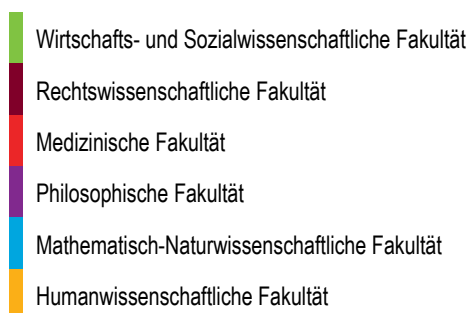 Wirtschafts- und Sozialwissenschaftliche Fakultät
Rechtswissenschaftliche Fakultät
Medizinische Fakultät
Philosophische Fakultät
Mathematisch-Naturwissenschaftliche Fakultät
Humanwissenschaftliche Fakultät